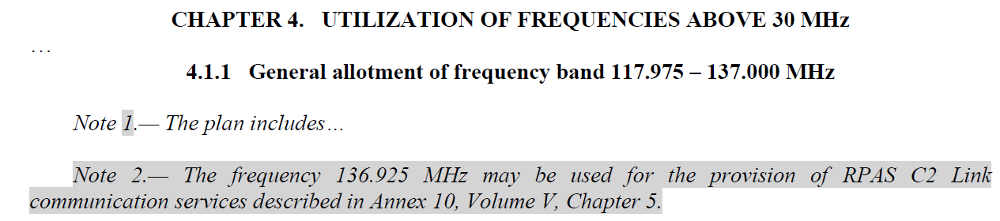 CHAPTER 4. UTILIZATION OF FREQUENCIES ABOVE 30 MHz
…
4.1.1 General allotment of frequency band 117.975 – 137.000 MHz
Note 1.— The plan includes…
Note 2.— The frequency 136.925 MHz may be used for the provision of RPAS C2 Link
communication services described in Annex 10, Volume V, Chapter 5.